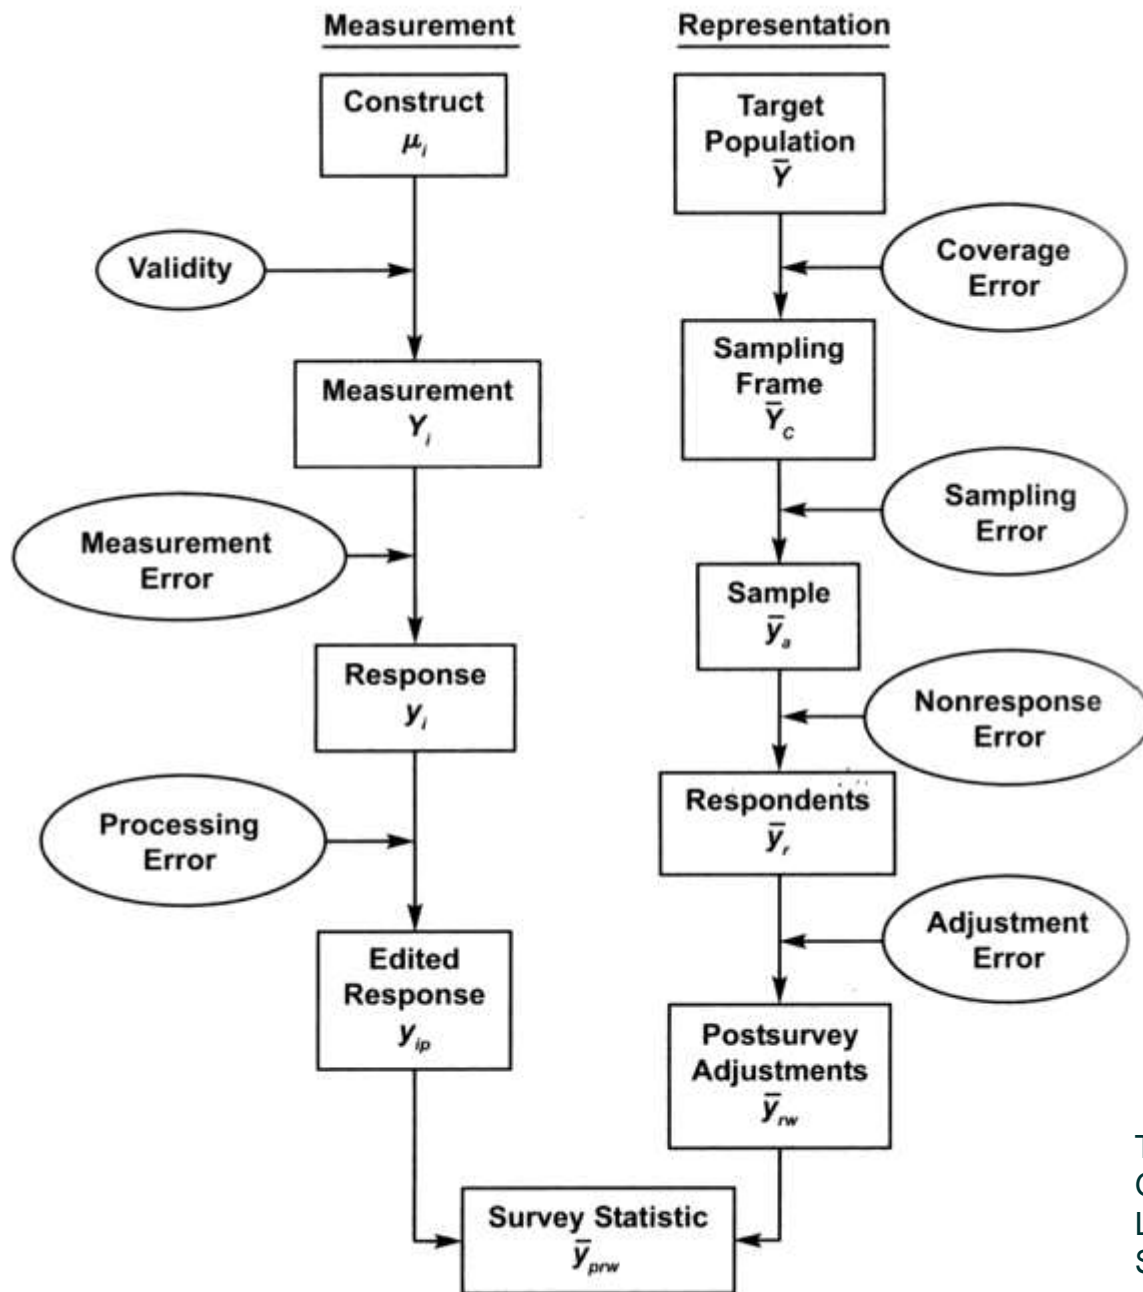 Measurement
Representation
Construct
μi
Target
Population
Ȳ
Validity
Coverage
Error
Measurement
Yi
Sampling
Frame
ȲC
Measurement
Error
Sampling
Error
Sample
ȳa
Response
yi
Nonresponse
Error
Respondents
ȳr
Processing
Error
Adjustment
Error
Edited
Response
yip
Postsurvey
Adjustments
ȳrw
Survey Statistic
ȳprw